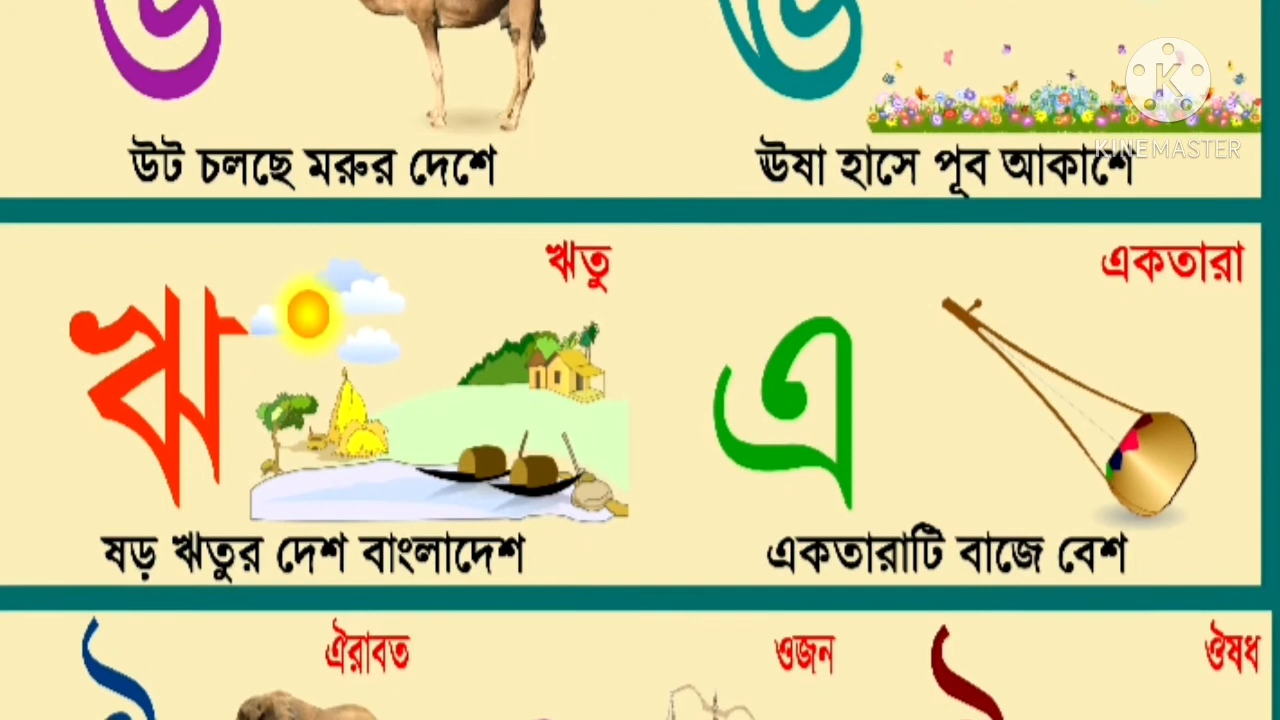 উ
ঊ
উট চলছে মরুর দেশে
ঊষা হাসে পূব আকাশে
K
KINEMASTER
ঋ
ঋতু
ষড় ঋতুর দেশ বাংলাদেশ
এ
একতারা
একতারাটি বাজে বেশ
ঐরাবত
ওজন
ঔষধ